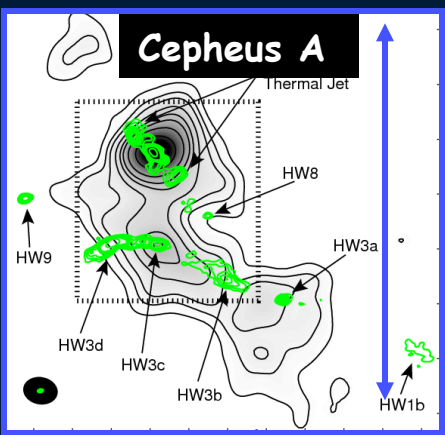 Cepheus A
Thermal Jet
HW8
HW9
HW3a
HW3d
HW3c
HW3b
HW1b